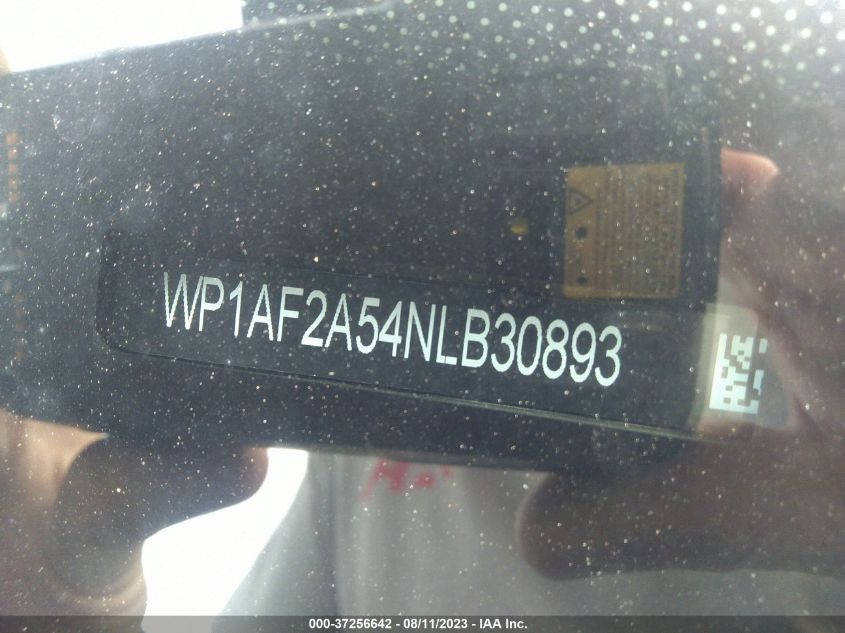 WP1AF2A54NLB30893
000-37256642 - 08/11/2023 - IAA Inc.